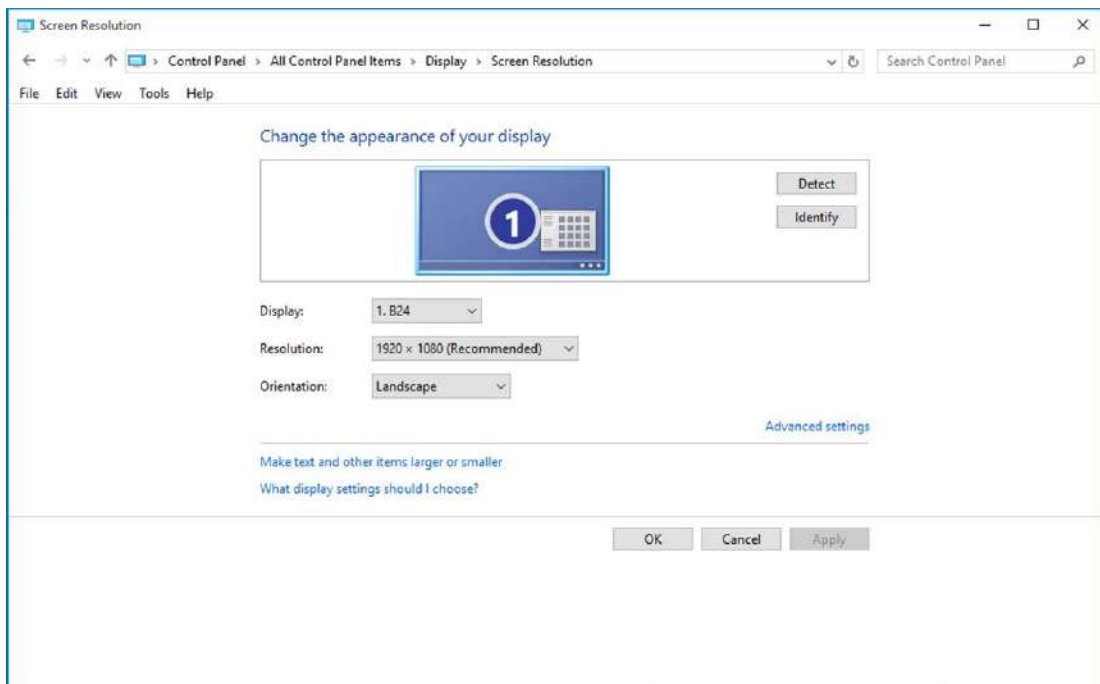 Screen Resolution
Control Panel > All Control Panel Items > Display > Screen Resolution
Search Control Panel
File Edit View Tools Help
Change the appearance of your display
1
Detect
Identify
Display: 1. B24
Resolution: 1920 × 1080 (Recommended)
Orientation: Landscape
Advanced settings
Make text and other items larger or smaller
What display settings should I choose?
OK Cancel Apply